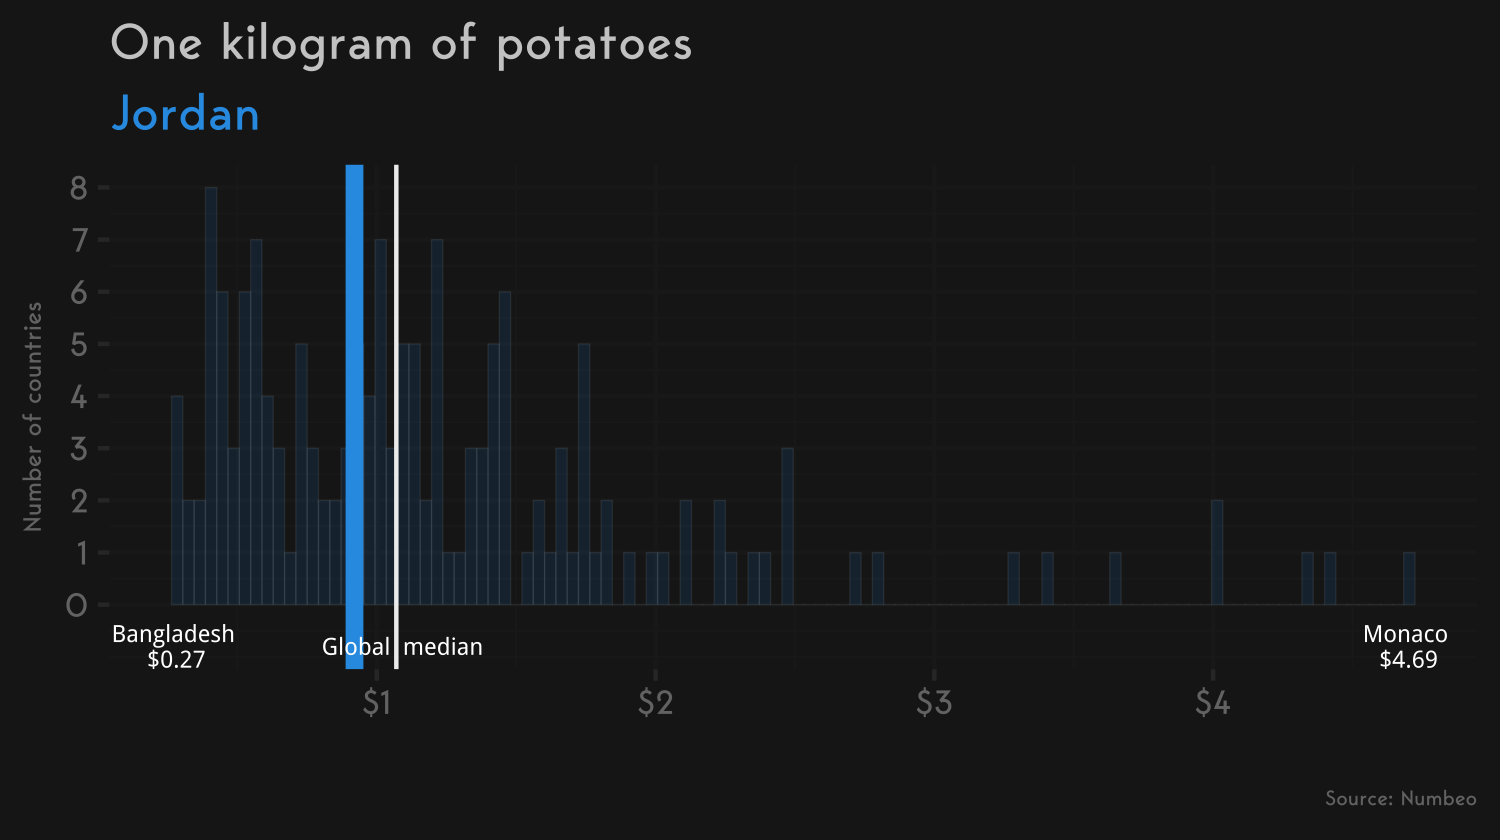 One kilogram of potatoes
Jordan
Number of countries
8
7
6
5
4
3
2
1
0
Bangladesh
$0.27
Global median
Monaco
$4.69
$1
$2
$3
$4
Source: Numbeo